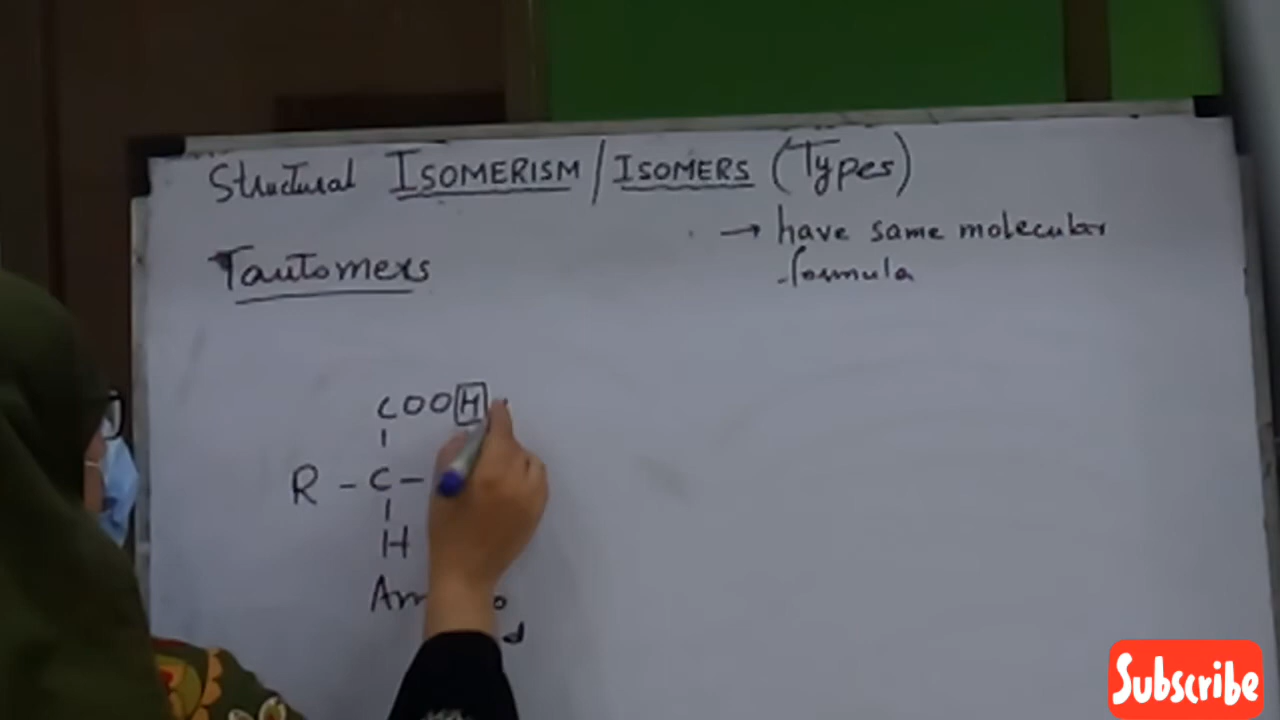 Structural ISOMERISM / ISOMERS (Types)
→ have same molecular
formula
Tautomers
COOH
R - C -
H
Subscribe